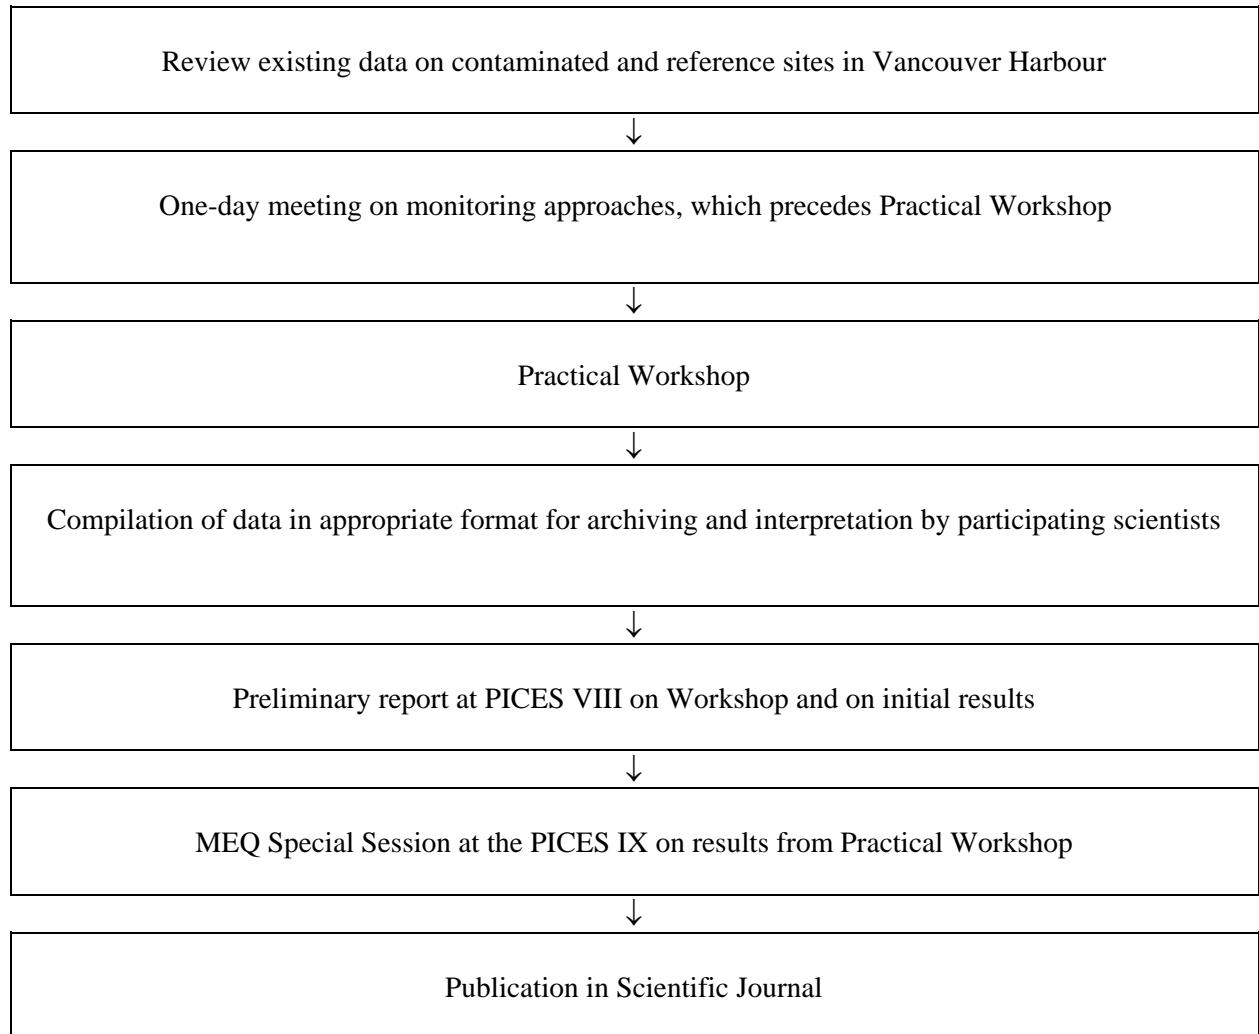 Review existing data on contaminated and reference sites in Vancouver Harbour
↓
One-day meeting on monitoring approaches, which precedes Practical Workshop
↓
Practical Workshop
↓
Compilation of data in appropriate format for archiving and interpretation by participating scientists
↓
Preliminary report at PICES VIII on Workshop and on initial results
↓
MEQ Special Session at the PICES IX on results from Practical Workshop
↓
Publication in Scientific Journal